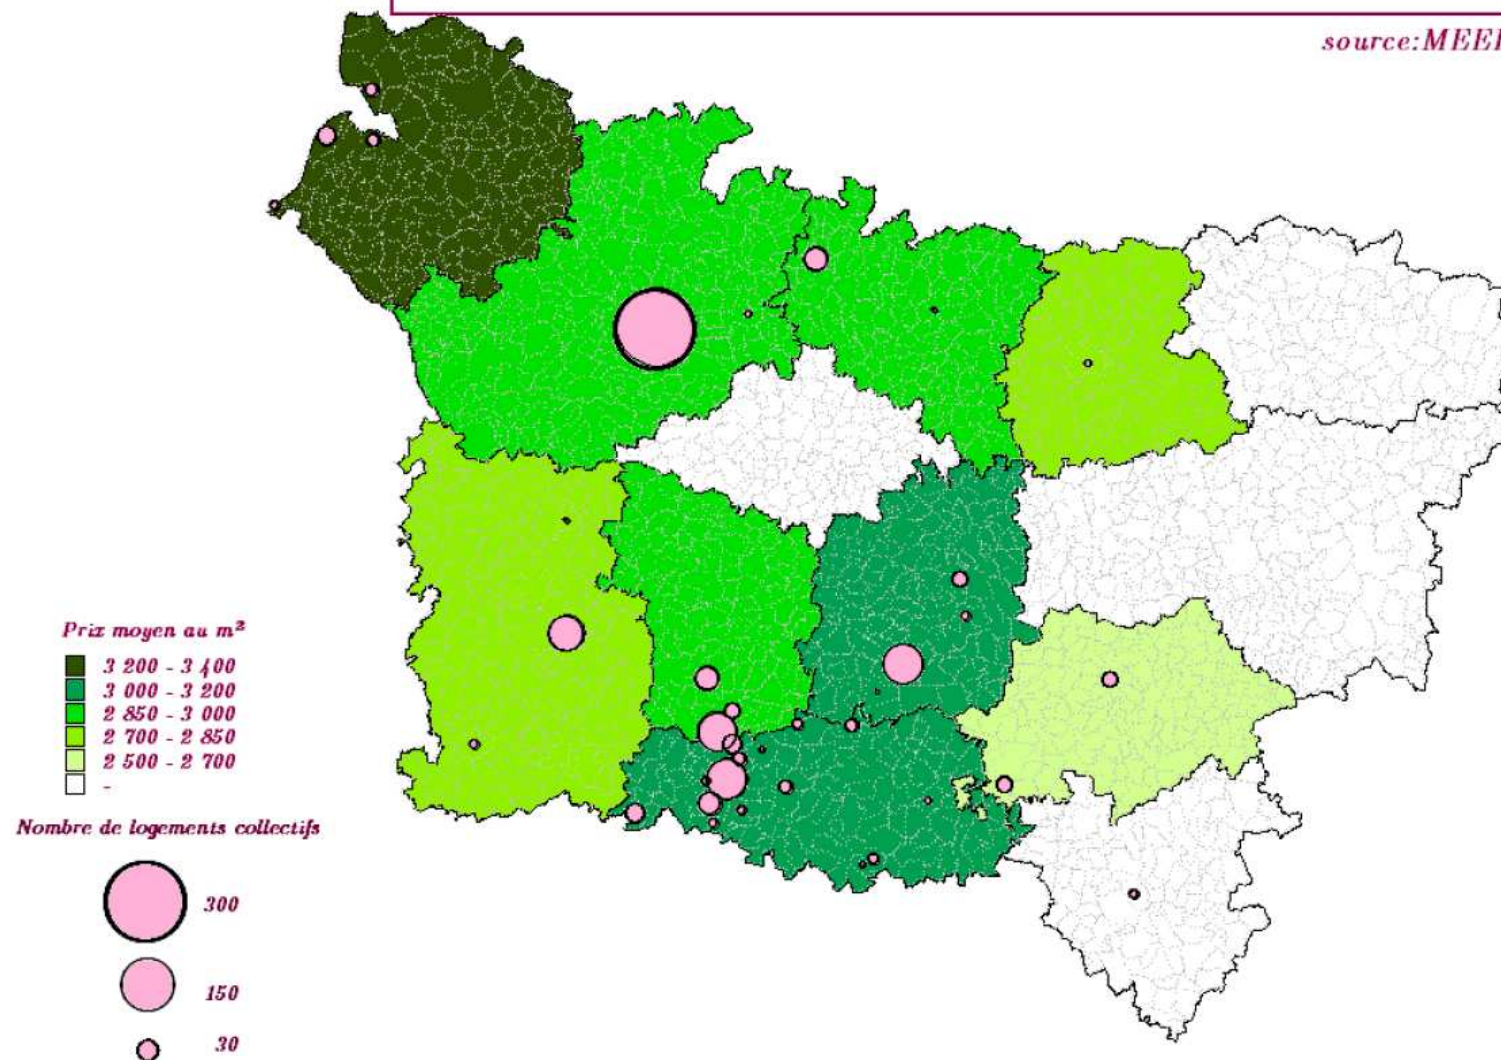 source:MEE
Prix moyen au m²
3 200 - 3 400
3 000 - 3 200
2 850 - 3 000
2 700 - 2 850
2 500 - 2 700
-
Nombre de logements collectifs
300
150
30